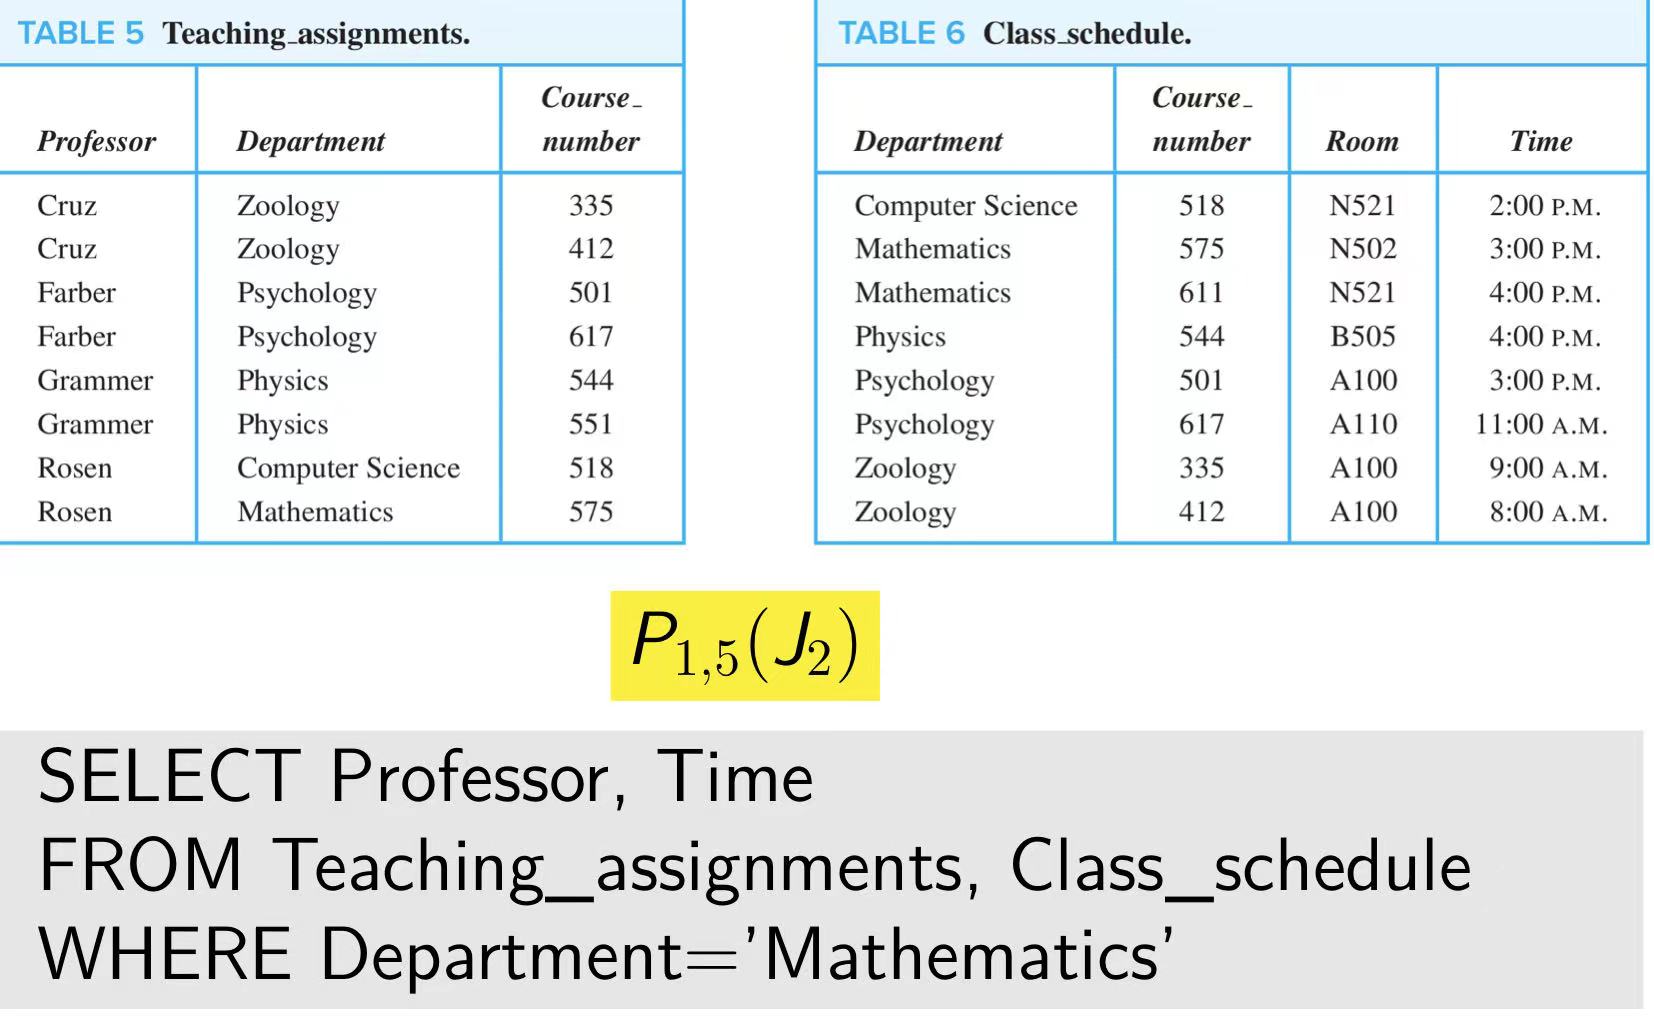 TABLE 5 Teaching_assignments.
Professor Department Course_number
Cruz Zoology 335
Cruz Zoology 412
Farber Psychology 501
Farber Psychology 617
Grammer Physics 544
Grammer Physics 551
Rosen Computer Science 518
Rosen Mathematics 575
TABLE 6 Class_schedule.
Department Course_number Room Time
Computer Science 518 N521 2:00 P.M.
Mathematics 575 N502 3:00 P.M.
Mathematics 611 N521 4:00 P.M.
Physics 544 B505 4:00 P.M.
Psychology 501 A100 3:00 P.M.
Psychology 617 A110 11:00 A.M.
Zoology 335 A100 9:00 A.M.
Zoology 412 A100 8:00 A.M.
P₁,₅(J₂)
SELECT Professor, Time
FROM Teaching_assignments, Class_schedule
WHERE Department='Mathematics'